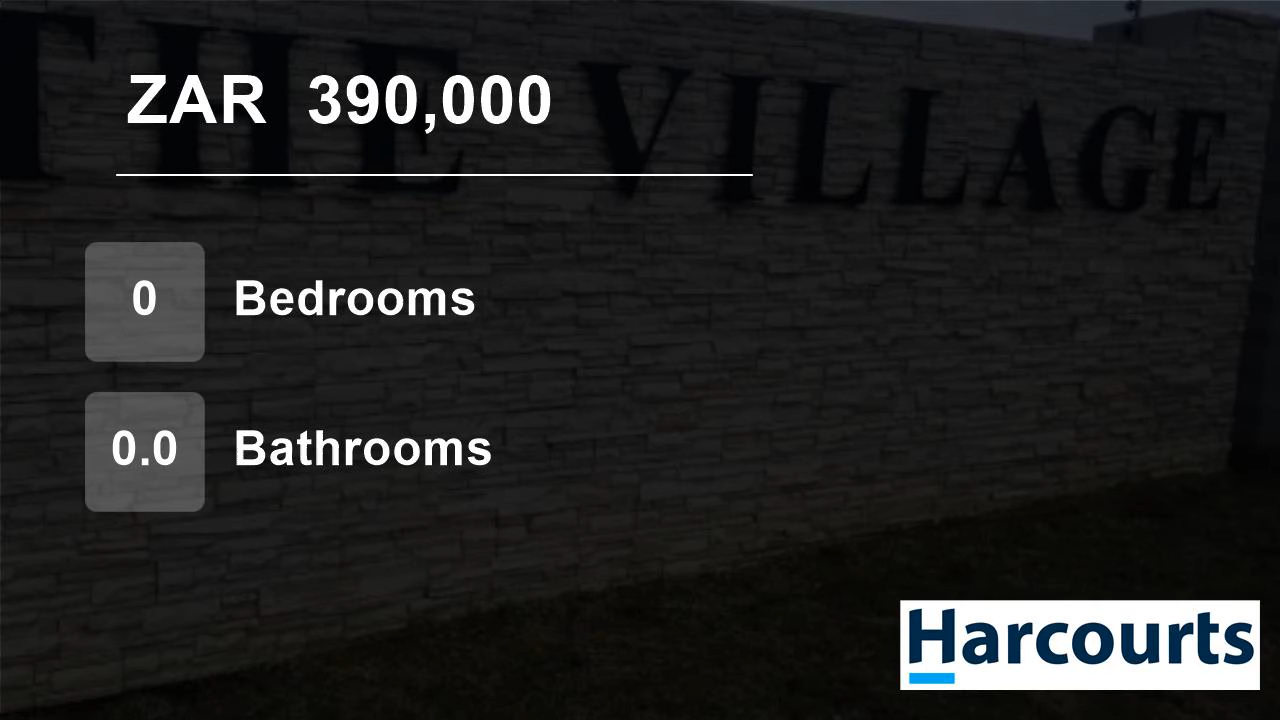 THE VILLAGE
ZAR 390,000
0 Bedrooms
0.0 Bathrooms
Harcourts